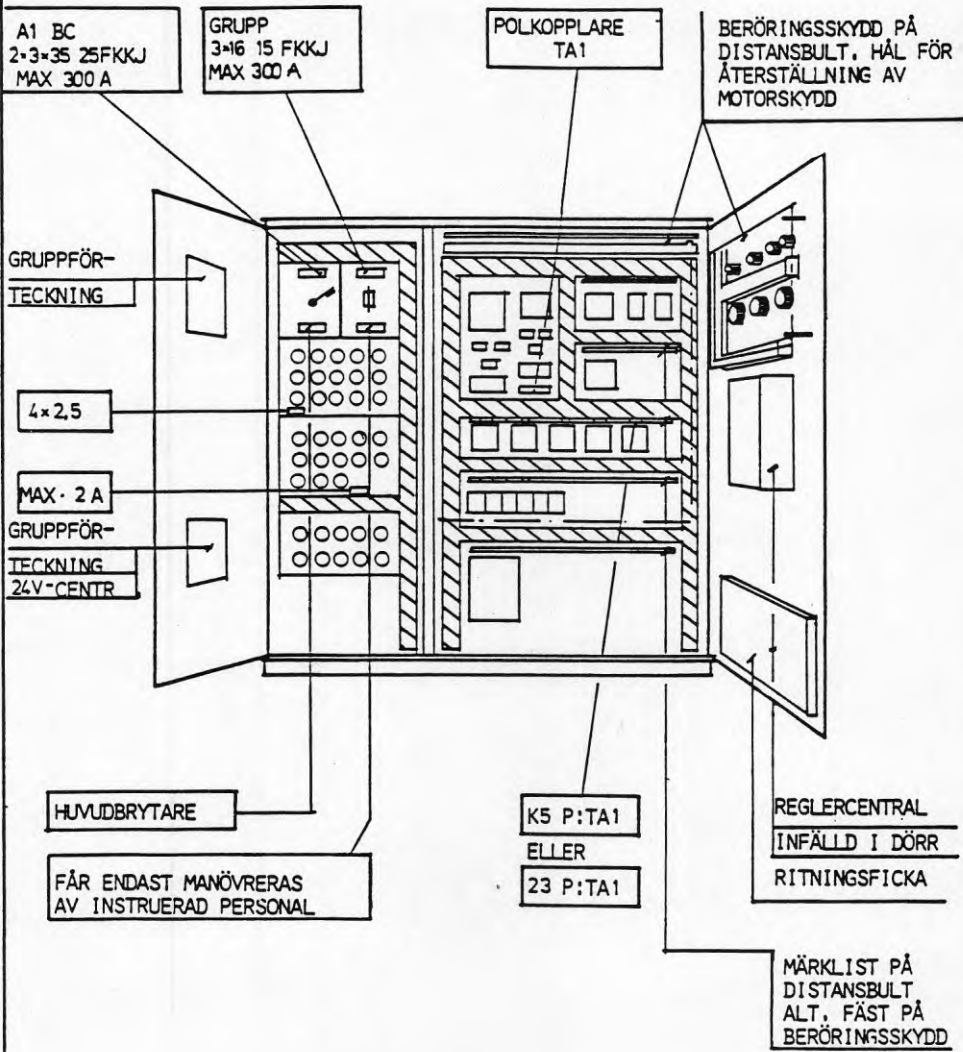 A1 BC
2×3×35 25FKKJ
MAX 300 A
GRUPP
3×16 15 FKKJ
MAX 300 A
POLKOPPLARE
TA1
BERÖRINGSSKYDD PÅ
DISTANSBULT. HÅL FÖR
ÅTERSTÄLLNING AV
MOTORSKYDD
GRUPPFÖR-
TECKNING
4×2,5
MAX. 2 A
GRUPPFÖR-
TECKNING
24V-CENTR
HUVUDBRYTARE
FÅR ENDAST MANÖVRERAS
AV INSTRUERAD PERSONAL
K5 P:TA1
ELLER
23 P:TA1
REGLERCENTRAL
INFÄLLD I DÖRR
RITNINGSFICKA
MÄRKLIST PÅ
DISTANSBULT
ALT. FÄST PÅ
BERÖRINGSSKYDD